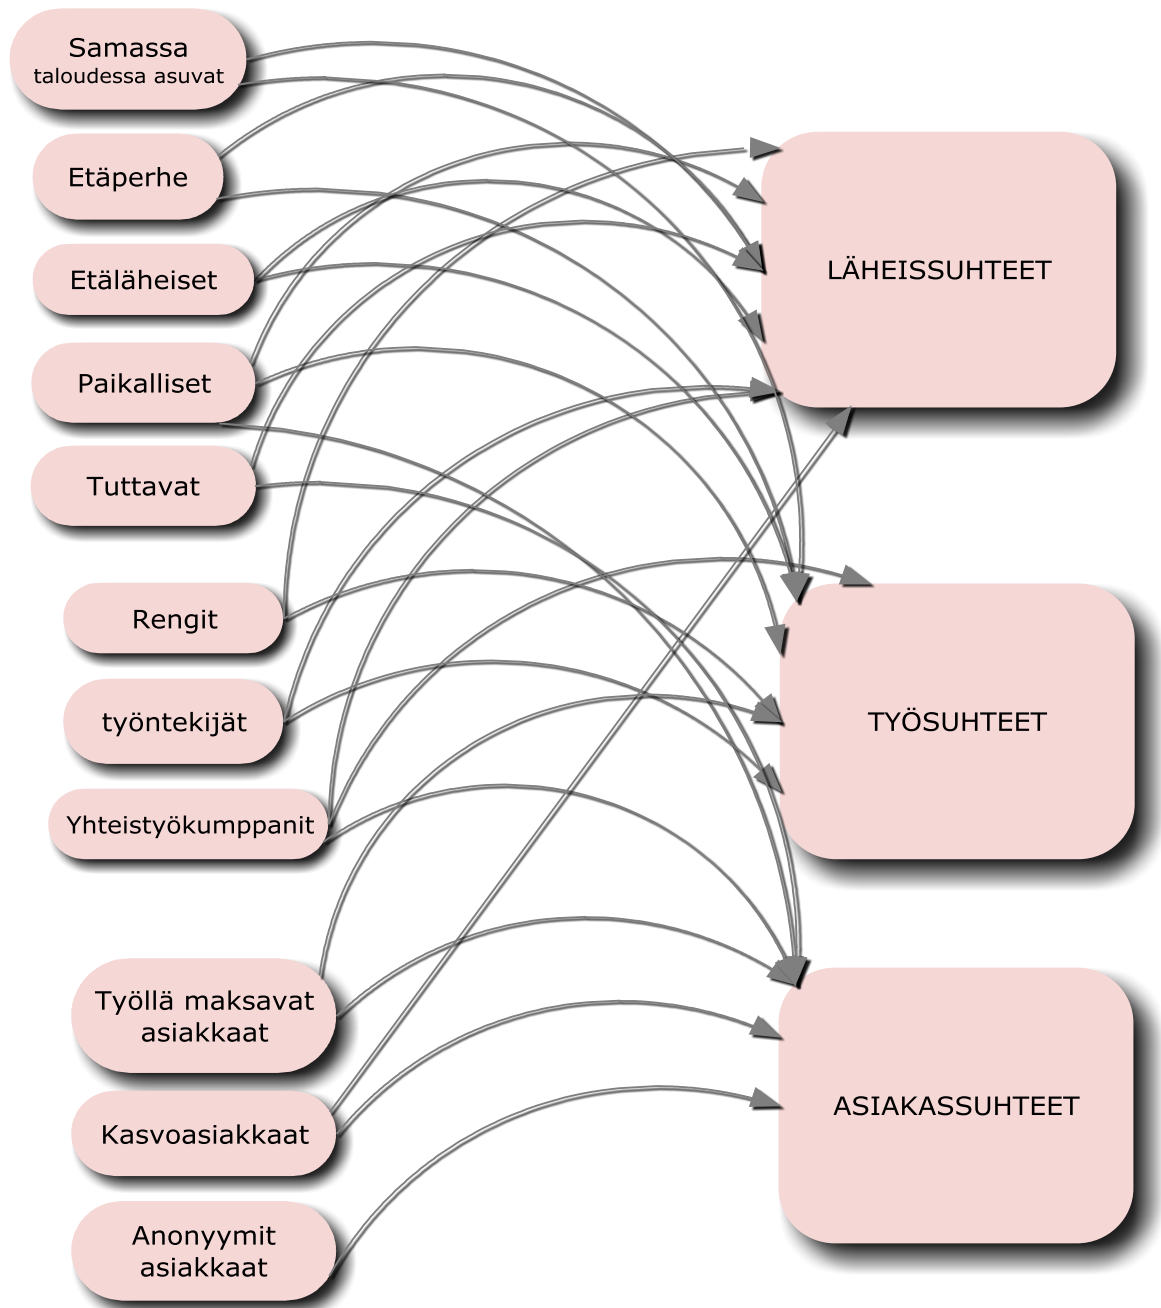 Samassa
taloudessa asuvat
Etäperhe
Etäläheiset
Paikalliset
Tuttavat
Rengit
työntekijät
Yhteistyökumppanit
Työllä maksavat
asiakkaat
Kasvoasiakkaat
Anonyymit
asiakkaat
LÄHEISSUHTEET
TYÖSUHTEET
ASIAKASSUHTEET